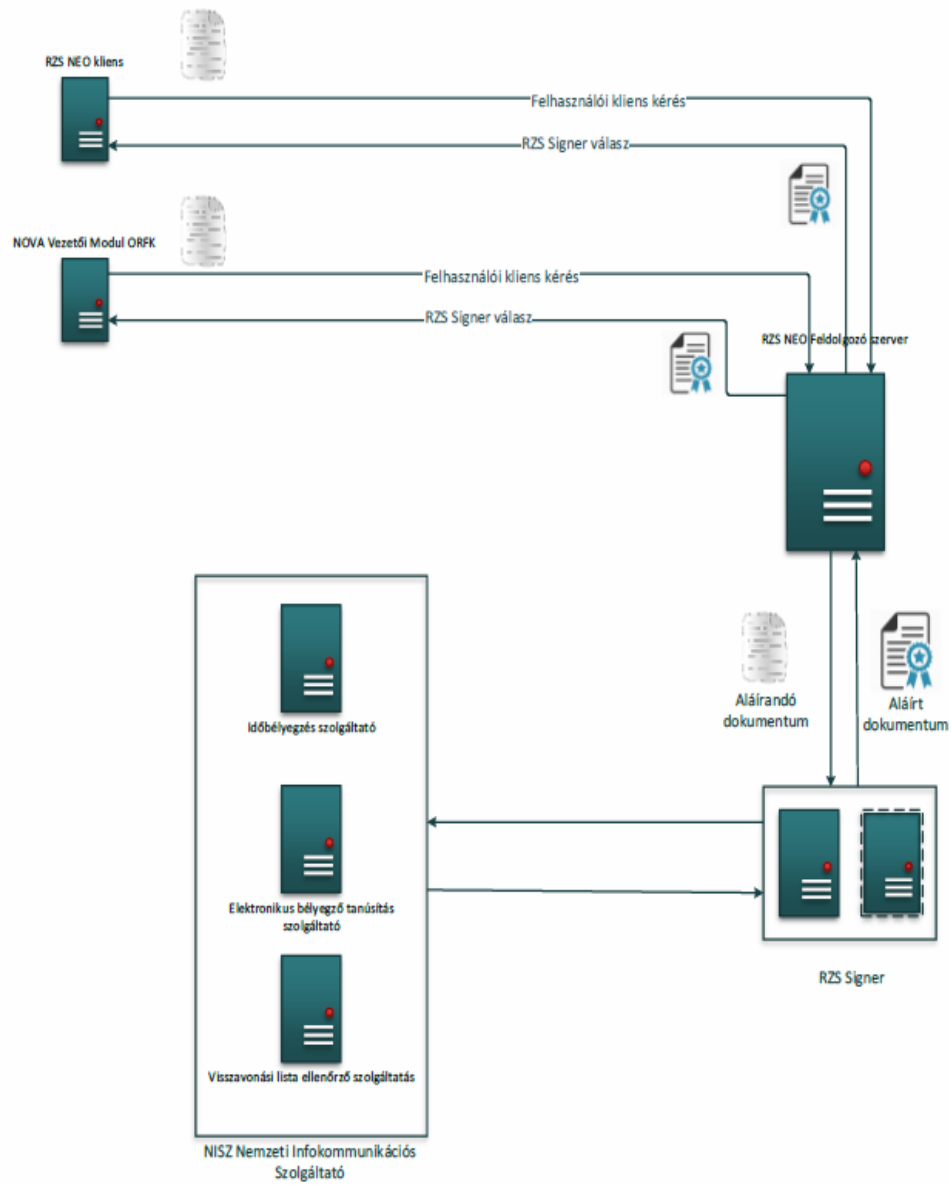 RZS NEO kliens
Felhasználói kliens kérés
RZS Signer válasz
NOVA Vezetői Modul ORFK
Felhasználói kliens kérés
RZS Signer válasz
RZS NEO Feldolgozó szerver
Aláírandó
dokumentum
Aláírt
dokumentum
Időbélyegzés szolgáltató
Elektronikus bélyegző tanúsítás
szolgáltató
Visszavonási lista ellenőrző szolgáltatás
RZS Signer
NISZ Nemzeti Infokommunikációs
Szolgáltató